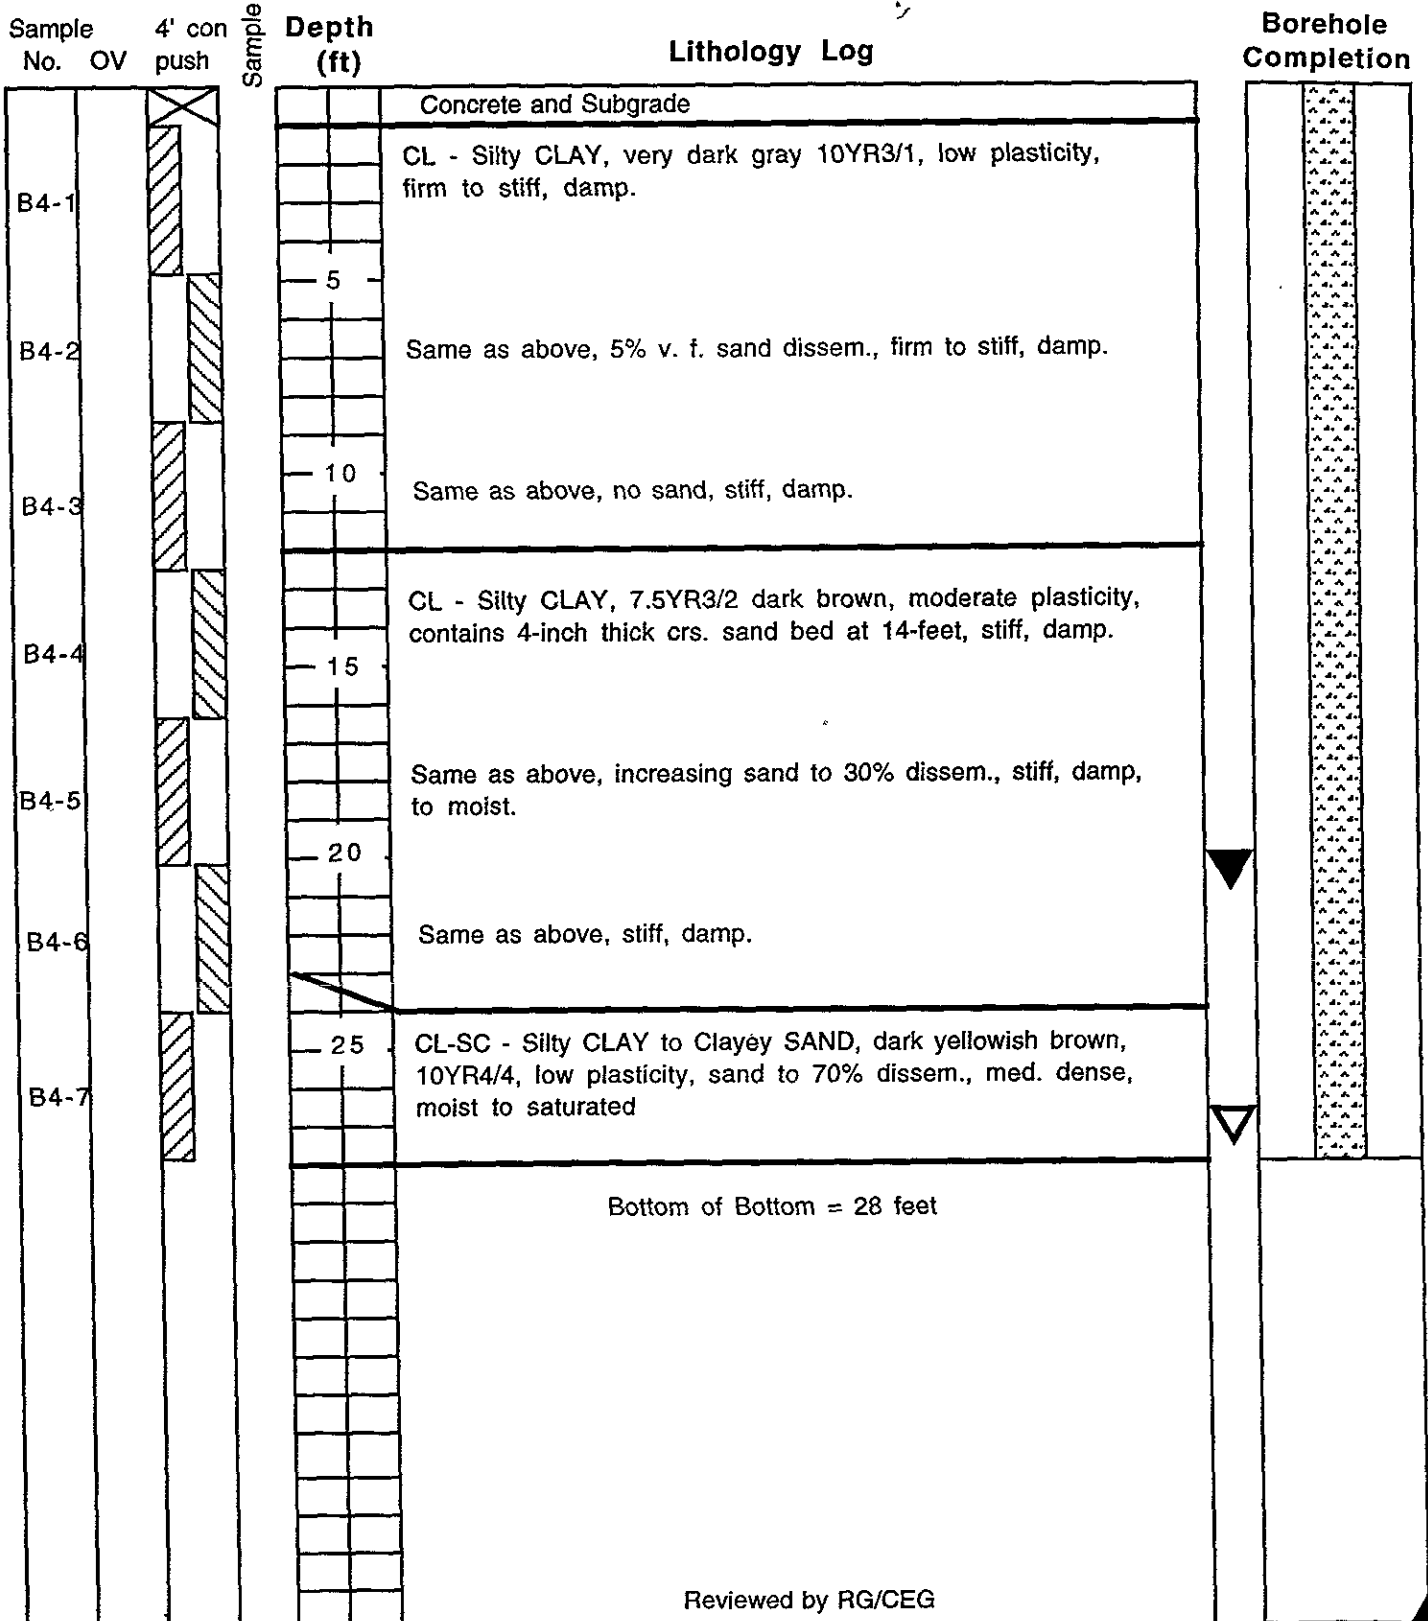 Sample No.
OV
4' con push
Sample
Depth (ft)
Lithology Log
Borehole Completion
Concrete and Subgrade
CL - Silty CLAY, very dark gray 10YR3/1, low plasticity,
firm to stiff, damp.
B4-1
5
B4-2
Same as above, 5% v. f. sand dissem., firm to stiff, damp.
10
B4-3
Same as above, no sand, stiff, damp.
CL - Silty CLAY, 7.5YR3/2 dark brown, moderate plasticity,
contains 4-inch thick crs. sand bed at 14-feet, stiff, damp.
B4-4
15
Same as above, increasing sand to 30% dissem., stiff, damp,
to moist.
B4-5
20
B4-6
Same as above, stiff, damp.
25
CL-SC - Silty CLAY to Clayey SAND, dark yellowish brown,
10YR4/4, low plasticity, sand to 70% dissem., med. dense,
moist to saturated
B4-7
Bottom of Bottom = 28 feet
Reviewed by RG/CEG